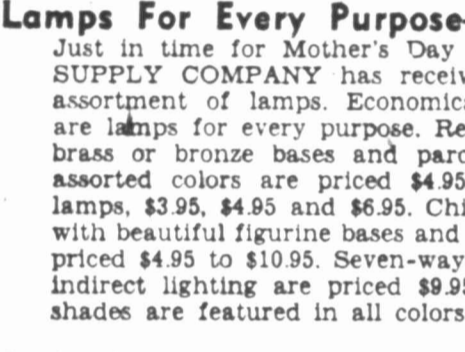 Lamps For Every Purpose
Just in time for Mother's Day
SUPPLY COMPANY has receiv
assortment of lamps. Economic
are lamps for every purpose. Re
brass or bronze bases and parc
assorted colors are priced $4.95
lamps, $3.95, $4.95 and $6.95. Chi
with beautiful figurine bases and
priced $4.95 to $10.95. Seven-way
indirect lighting are priced $9.95
shades are featured in all colors